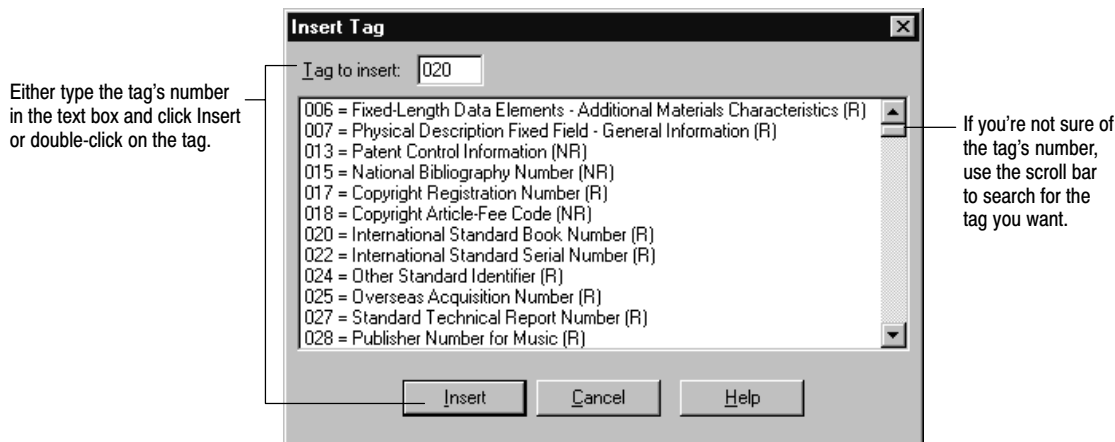 Insert Tag
Tag to insert: 020
Either type the tag's number
in the text box and click Insert
or double-click on the tag.
006 = Fixed-Length Data Elements - Additional Materials Characteristics (R)
007 = Physical Description Fixed Field - General Information (R)
013 = Patent Control Information (NR)
015 = National Bibliography Number (NR)
017 = Copyright Registration Number (R)
018 = Copyright Article-Fee Code (NR)
020 = International Standard Book Number (R)
022 = International Standard Serial Number (R)
024 = Other Standard Identifier (R)
025 = Overseas Acquisition Number (R)
027 = Standard Technical Report Number (R)
028 = Publisher Number for Music (R)
If you're not sure of
the tag's number,
use the scroll bar
to search for the
tag you want.
Insert Cancel Help